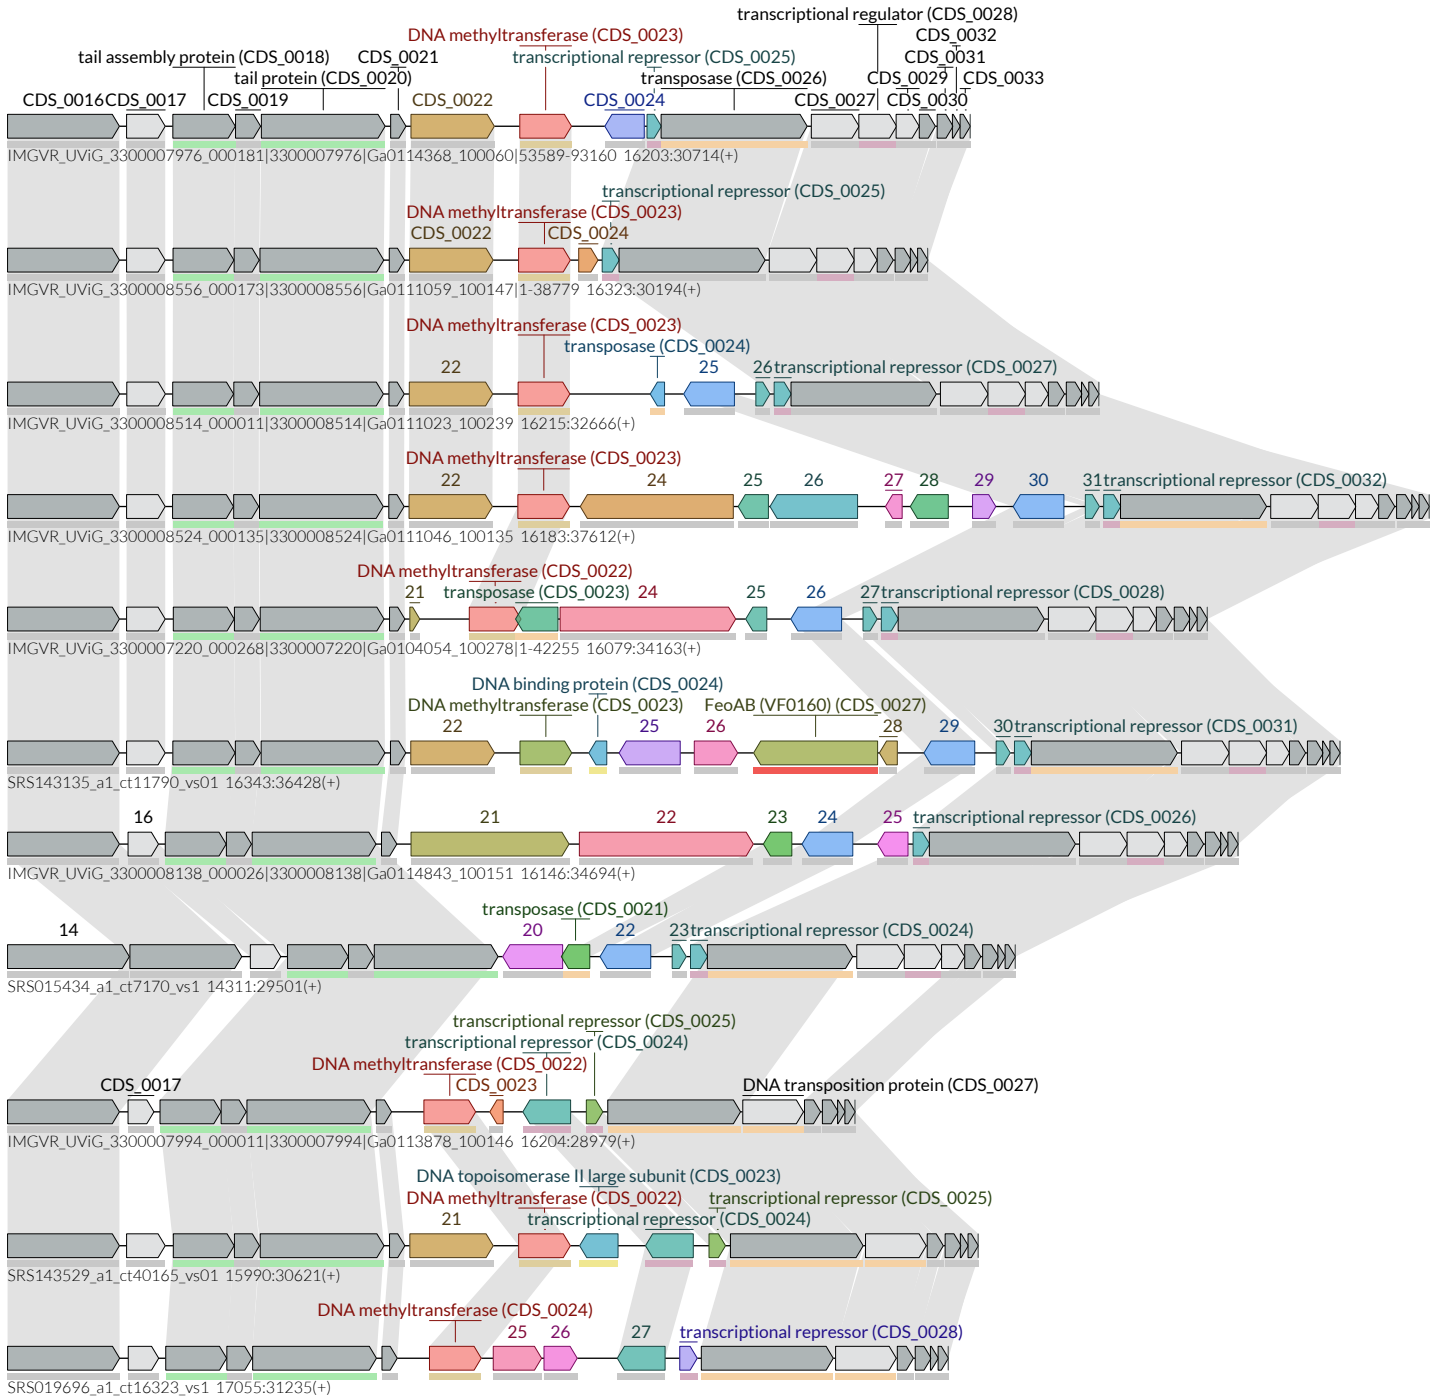 transcriptional regulator (CDS_0028)
DNA methyltransferase (CDS_0023) CDS_0032
tail assembly protein (CDS_0018) CDS_0021 transcriptional repressor (CDS_0025) CDS_0031
tail protein (CDS_0020) transposase (CDS_0026) CDS_0029 CDS_0033
CDS_0016 CDS_0017 CDS_0019 CDS_0022 CDS_0024 CDS_0027 CDS_0030
IMGVR_UViG_3300007976_000181|3300007976|Ga0114368_100060|53589-93160 16203:30714(+)
transcriptional repressor (CDS_0025)
DNA methyltransferase (CDS_0023)
CDS_0022 CDS_0024
IMGVR_UViG_3300008556_000173|3300008556|Ga0111059_100147|1-38779 16323:30194(+)
DNA methyltransferase (CDS_0023)
transposase (CDS_0024)
22 25 26 transcriptional repressor (CDS_0027)
IMGVR_UViG_3300008514_000011|3300008514|Ga0111023_100239 16215:32666(+)
DNA methyltransferase (CDS_0023)
22 24 25 26 27 28 29 30 31 transcriptional repressor (CDS_0032)
IMGVR_UViG_3300008524_000135|3300008524|Ga0111046_100135 16183:37612(+)
DNA methyltransferase (CDS_0022)
21 transposase (CDS_0023) 24 25 26 27 transcriptional repressor (CDS_0028)
IMGVR_UViG_3300007220_000268|3300007220|Ga0104054_100278|1-42255 16079:34163(+)
DNA binding protein (CDS_0024)
DNA methyltransferase (CDS_0023) FeoAB (VF0160) (CDS_0027)
22 25 26 28 29 30 transcriptional repressor (CDS_0031)
SRS143135_a1_ct11790_vs01 16343:36428(+)
16 21 22 23 24 25 transcriptional repressor (CDS_0026)
IMGVR_UViG_3300008138_000026|3300008138|Ga0114843_100151 16146:34694(+)
transposase (CDS_0021)
14 20 22 23 transcriptional repressor (CDS_0024)
SRS015434_a1_ct7170_vs1 14311:29501(+)
transcriptional repressor (CDS_0025)
transcriptional repressor (CDS_0024)
DNA methyltransferase (CDS_0022)
CDS_0017 CDS_0023 DNA transposition protein (CDS_0027)
IMGVR_UViG_3300007994_000011|3300007994|Ga0113878_100146 16204:28979(+)
DNA topoisomerase II large subunit (CDS_0023)
DNA methyltransferase (CDS_0022) transcriptional repressor (CDS_0025)
21 transcriptional repressor (CDS_0024)
SRS143529_a1_ct40165_vs01 15990:30621(+)
DNA methyltransferase (CDS_0024)
25 26 27 transcriptional repressor (CDS_0028)
SRS019696_a1_ct16323_vs1 17055:31235(+)